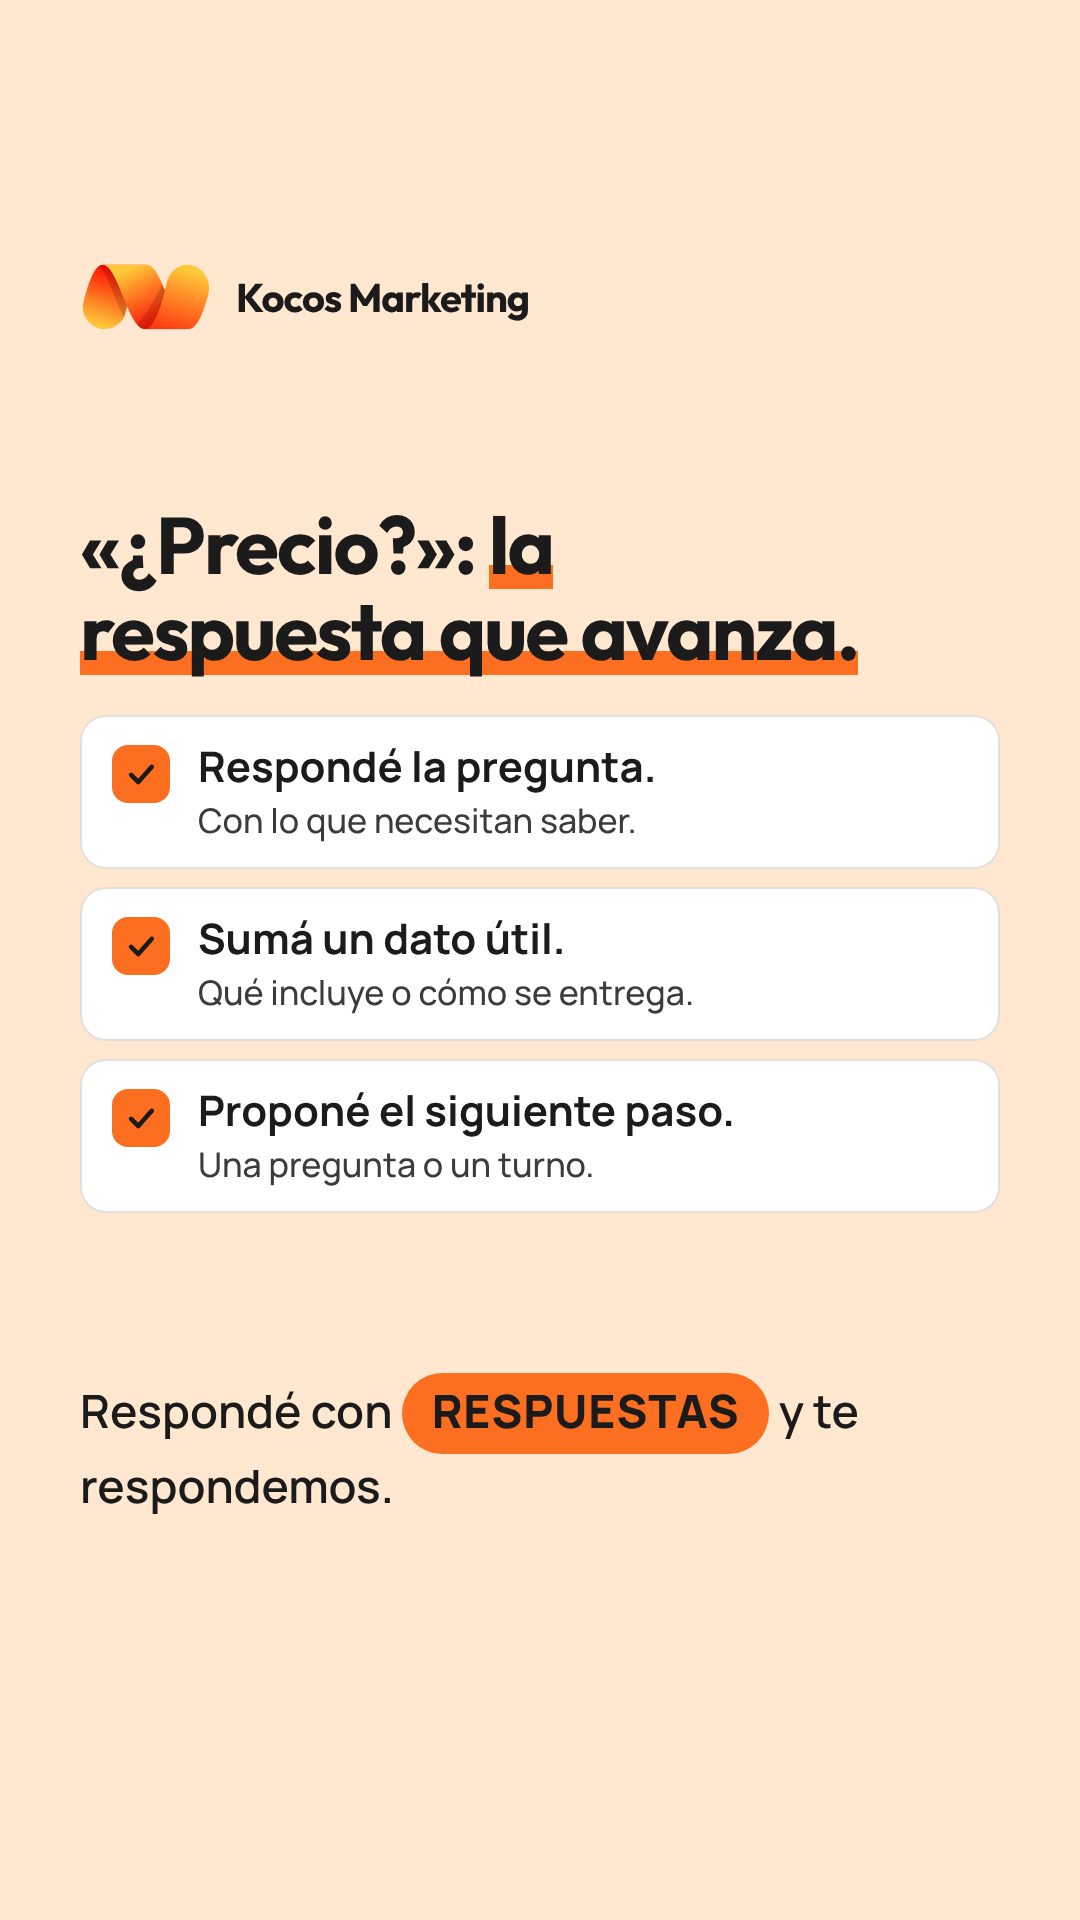 Kocos Marketing
«¿Precio?»: la
respuesta que avanza.
Respondé la pregunta.
Con lo que necesitan saber.
Sumá un dato útil.
Qué incluye o cómo se entrega.
Proponé el siguiente paso.
Una pregunta o un turno.
Respondé con RESPUESTAS y te
respondemos.